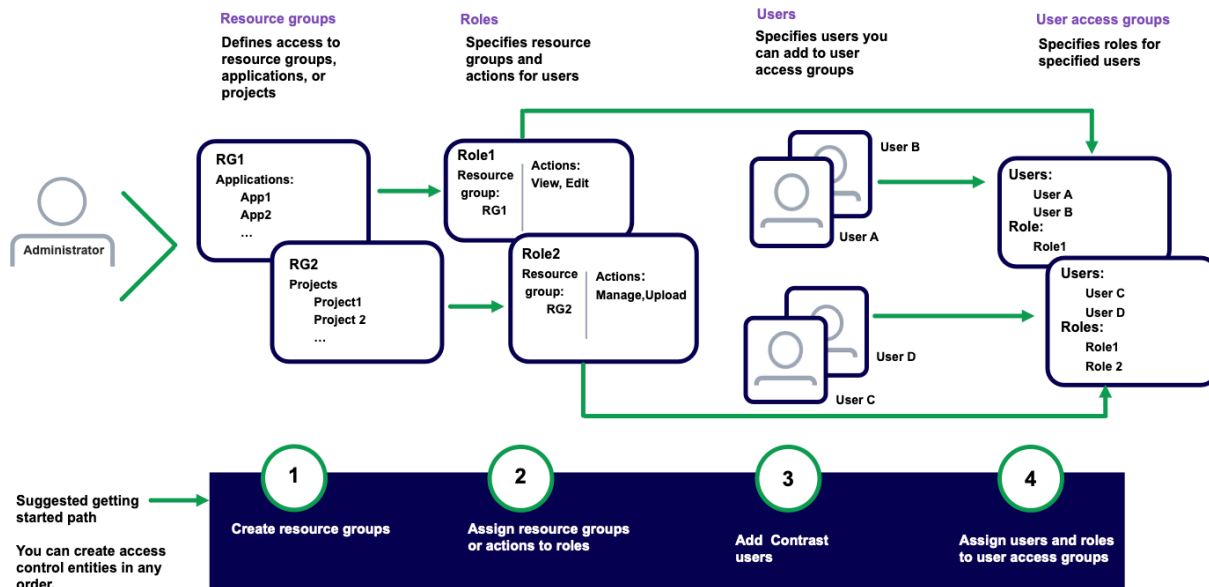 Resource groups
Defines access to
resource groups,
applications, or
projects
Roles
Specifies resource
groups and
actions for users
Users
Specifies users you
can add to user
access groups
User access groups
Specifies roles for
specified users
Administrator
RG1
Applications:
App1
App2
...
RG2
Projects
Project1
Project 2
...
Role1
Resource
group:
RG1
Actions:
View, Edit
Role2
Resource
group:
RG2
Actions:
Manage,Upload
User B
User A
User D
User C
Users:
User A
User B
Role:
Role1
Users:
User C
User D
Roles:
Role1
Role 2
Suggested getting
started path
You can create access
control entities in any
order.
1
Create resource groups
2
Assign resource groups
or actions to roles
3
Add Contrast
users
4
Assign users and roles
to user access groups